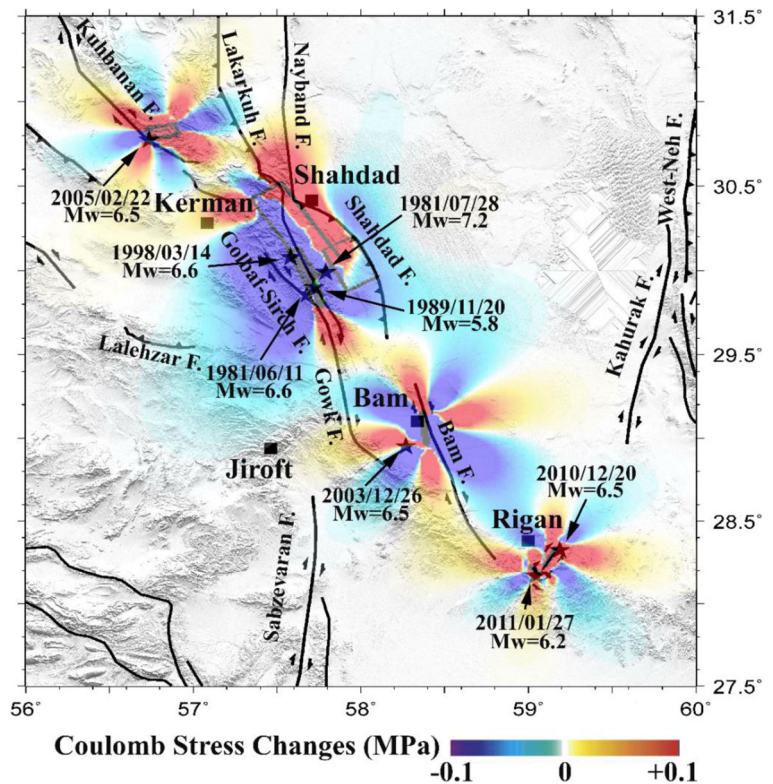 31.5°
Kuhbanan F.
Lakarkuh F.
Nayband F.
West-Neh F.
2005/02/22
Mw=6.5
Kerman
Shahdad
30.5°
1981/07/28
Mw=7.2
1998/03/14
Mw=6.6
Golbaf-Sirch F.
Shahdad F.
1989/11/20
Mw=5.8
Kahurak F.
Lalehzar F.
1981/06/11
Mw=6.6
29.5°
Gowk F.
Bam
Bam F.
Jiroft
2003/12/26
Mw=6.5
2010/12/20
Mw=6.5
Rigan
28.5°
Sabzevaran F.
2011/01/27
Mw=6.2
27.5°
56° 57° 58° 59° 60°
Coulomb Stress Changes (MPa)
-0.1 0 +0.1